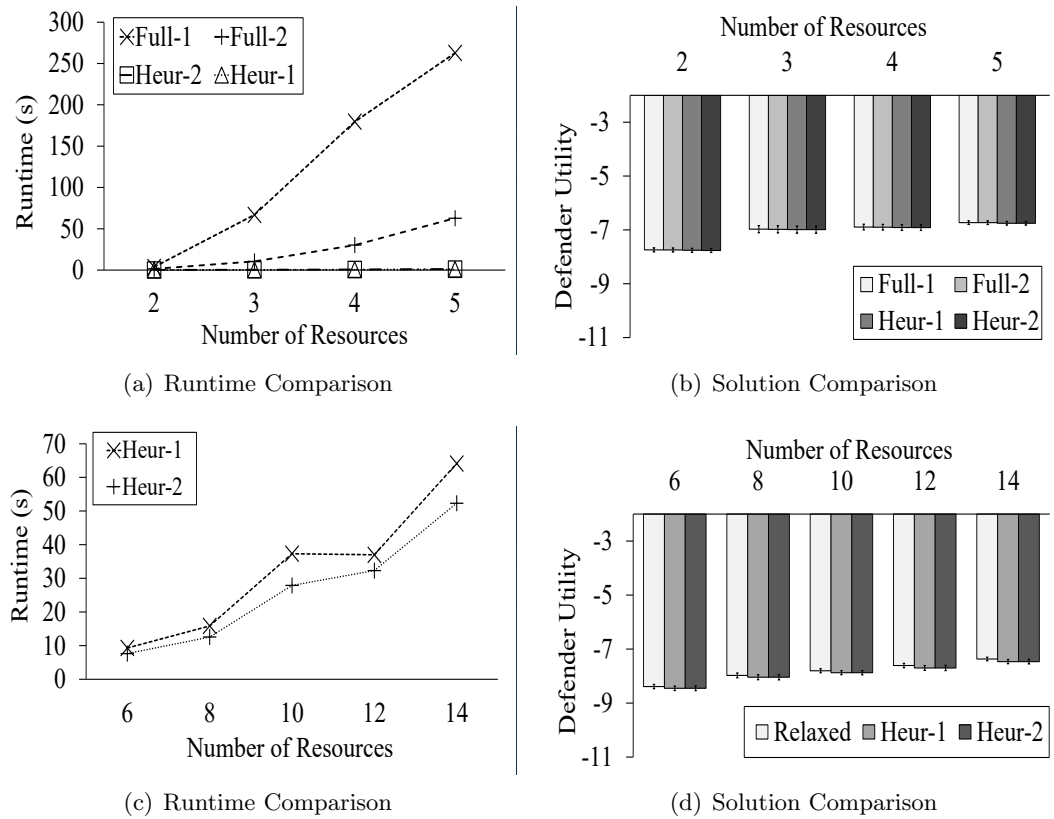 300
250
200
150
100
50
0
Runtime (s)
Full-1 Full-2
Heur-2 Heur-1
2 3 4 5
Number of Resources
(a) Runtime Comparison
Number of Resources
2 3 4 5
-3
-5
-7
-9
-11
Defender Utility
Full-1 Full-2
Heur-1 Heur-2
(b) Solution Comparison
70
60
50
40
30
20
10
0
Runtime (s)
Heur-1
Heur-2
6 8 10 12 14
Number of Resources
(c) Runtime Comparison
Number of Resources
6 8 10 12 14
-3
-5
-7
-9
-11
Defender Utility
Relaxed Heur-1 Heur-2
(d) Solution Comparison